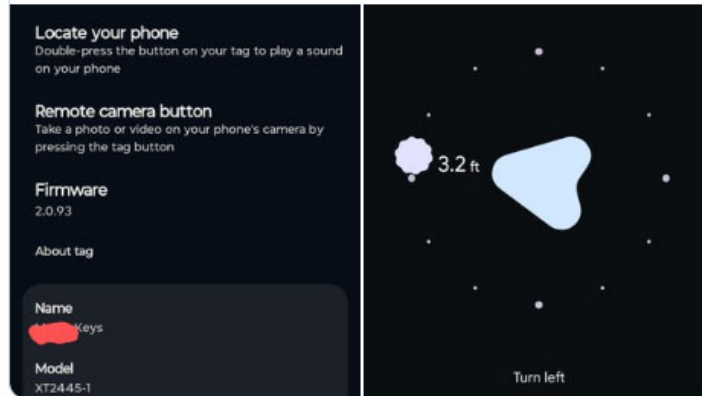 Locate your phone
Double-press the button on your tag to play a sound
on your phone
Remote camera button
Take a photo or video on your phone's camera by
pressing the tag button
Firmware
2.0.93
About tag
Name
Keys
Model
XT2445-1
3.2 ft
Turn left